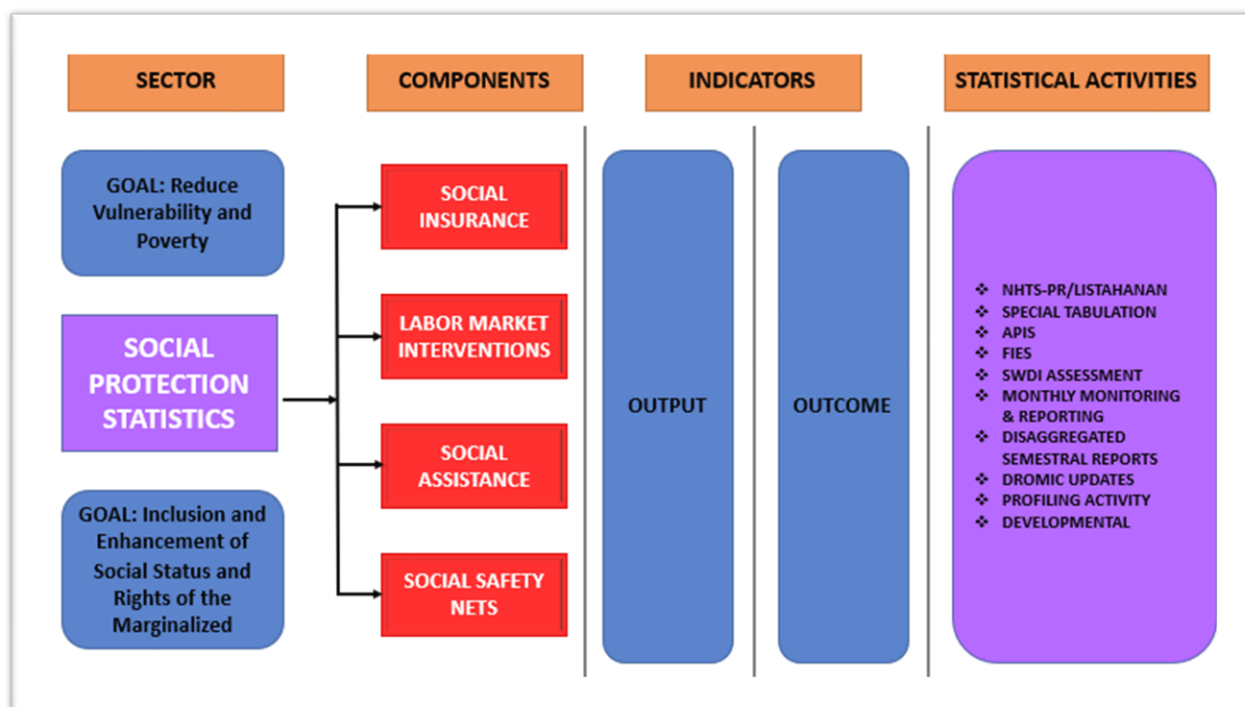 SECTOR
COMPONENTS
INDICATORS
STATISTICAL ACTIVITIES
GOAL: Reduce
Vulnerability and
Poverty
SOCIAL
PROTECTION
STATISTICS
GOAL: Inclusion and
Enhancement of
Social Status and
Rights of the
Marginalized
SOCIAL
INSURANCE
LABOR MARKET
INTERVENTIONS
SOCIAL
ASSISTANCE
SOCIAL SAFETY
NETS
OUTPUT
OUTCOME
❖ NHTS-PR/LISTAHANAN
❖ SPECIAL TABULATION
❖ APIS
❖ FIES
❖ SWDI ASSESSMENT
❖ MONTHLY MONITORING
& REPORTING
❖ DISAGGREGATED
SEMESTRAL REPORTS
❖ DROMIC UPDATES
❖ PROFILING ACTIVITY
❖ DEVELOPMENTAL